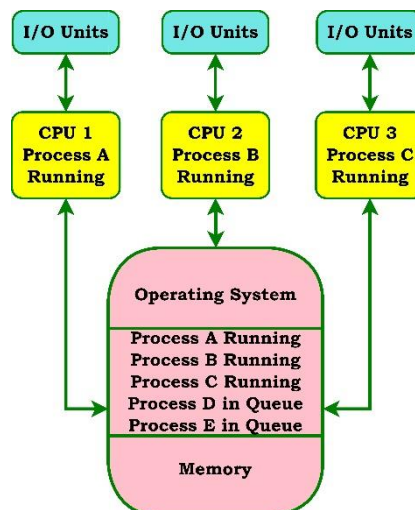 I/O Units
I/O Units
I/O Units
CPU 1
Process A
Running
CPU 2
Process B
Running
CPU 3
Process C
Running
Operating System
Process A Running
Process B Running
Process C Running
Process D in Queue
Process E in Queue
Memory